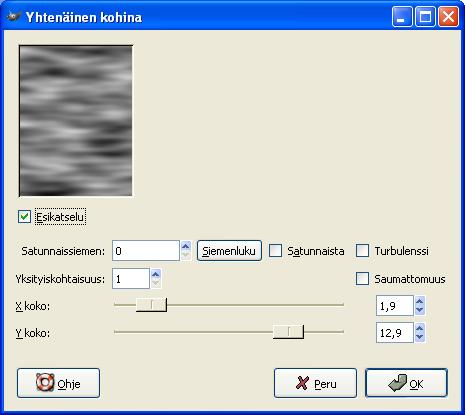 Yhtenäinen kohina
Esikatselu
Satunnaissiemen: 0 Siemenluku Satunnaista Turbulenssi
Yksityiskohtaisuus: 1 Saumattomuus
X koko: 1,9
Y koko: 12,9
Ohje Peru OK